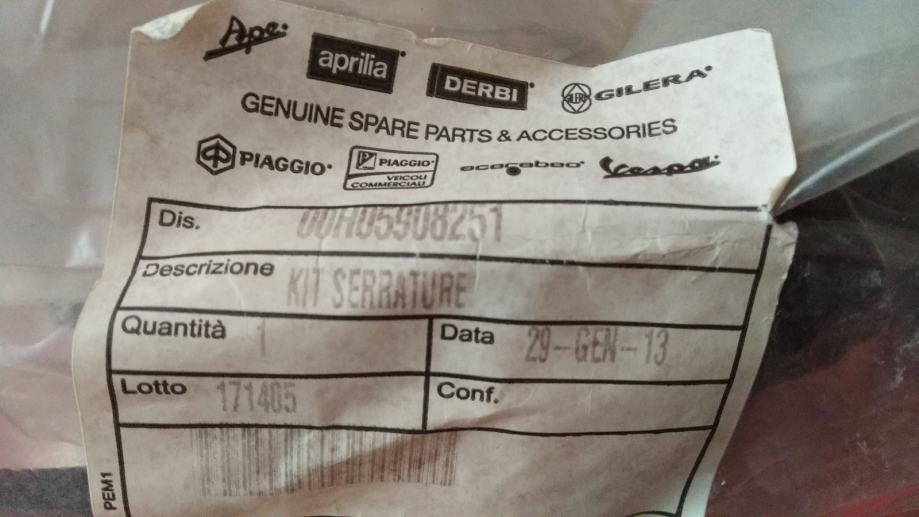 Ape.
aprilia
DERBI
GILERA
GENUINE SPARE PARTS & ACCESSORIES
PIAGGIO
PIAGGIO
VEICOLI
COMMERCIALI
scarabeo
Vespa
Dis. 00H05908251
Descrizione KIT SERRATURE
Quantità 1
Data 29-GEN-13
Lotto 171405
Conf.
PEM1